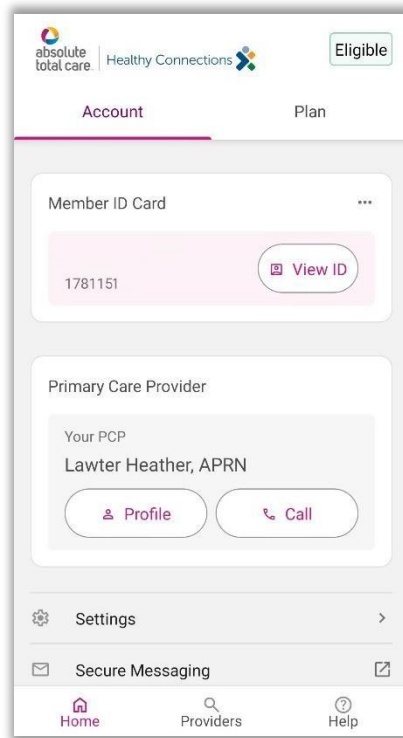 absolute
total care.
Healthy Connections
Eligible
Account
Plan
Member ID Card
...
1781151
View ID
Primary Care Provider
Your PCP
Lawter Heather, APRN
Profile
Call
Settings
Secure Messaging
Home
Providers
Help